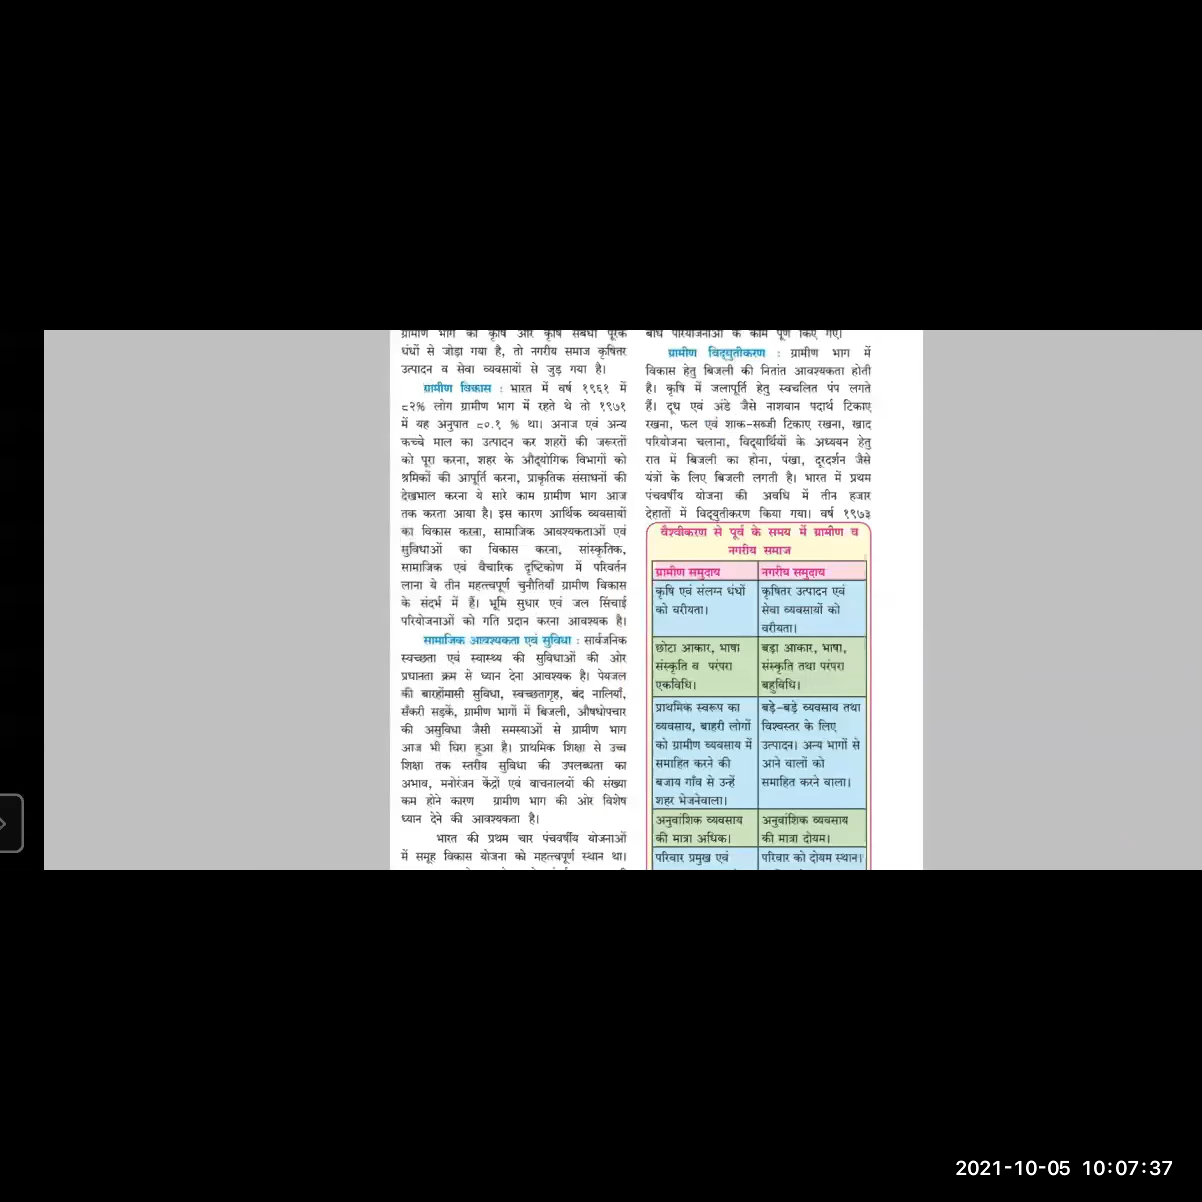 ग्रामीण भाग को कृषि और कृषि संबंधी पूरक
धंधों से जोड़ा गया है, तो नगरीय समाज कृषितर
उत्पादन व सेवा व्यवसायों से जुड़ गया है।
ग्रामीण विकास : भारत में वर्ष १९६१ में
८२% लोग ग्रामीण भाग में रहते थे तो १९७१
में यह अनुपात ८०.१ % था। अनाज एवं अन्य
कच्चे माल का उत्पादन कर शहरों की जरूरतों
को पूरा करना, शहर के औद्योगिक विभागों को
श्रमिकों की आपूर्ति करना, प्राकृतिक संसाधनों की
देखभाल करना ये सारे काम ग्रामीण भाग आज
तक करता आया है। इस कारण आर्थिक व्यवसायों
का विकास करना, सामाजिक आवश्यकताओं एवं
सुविधाओं का विकास करना, सांस्कृतिक,
सामाजिक एवं वैचारिक दृष्टिकोण में परिवर्तन
लाना ये तीन महत्त्वपूर्ण चुनौतियाँ ग्रामीण विकास
के संदर्भ में हैं। भूमि सुधार एवं जल सिंचाई
परियोजनाओं को गति प्रदान करना आवश्यक है।
सामाजिक आवश्यकता एवं सुविधा : सार्वजनिक
स्वच्छता एवं स्वास्थ्य की सुविधाओं की ओर
प्रधानता क्रम से ध्यान देना आवश्यक है। पेयजल
की बारहोंमासी सुविधा, स्वच्छतागृह, बंद नालियाँ,
सँकरी सड़कें, ग्रामीण भागों में बिजली, औषधोपचार
की असुविधा जैसी समस्याओं से ग्रामीण भाग
आज भी घिरा हुआ है। प्राथमिक शिक्षा से उच्च
शिक्षा तक स्तरीय सुविधा की उपलब्धता का
अभाव, मनोरंजन केंद्रों एवं वाचनालयों की संख्या
कम होने कारण ग्रामीण भाग की ओर विशेष
ध्यान देने की आवश्यकता है।
भारत की प्रथम चार पंचवर्षीय योजनाओं
में समूह विकास योजना को महत्त्वपूर्ण स्थान था।
बांध परियोजनाओं के काम पूर्ण किए गए।
ग्रामीण विद्युतीकरण : ग्रामीण भाग में
विकास हेतु बिजली की नितांत आवश्यकता होती
है। कृषि में जलापूर्ति हेतु स्वचलित पंप लगते
हैं। दूध एवं अंडे जैसे नाशवान पदार्थ टिकाए
रखना, फल एवं शाक-सब्जी टिकाए रखना, खाद
परियोजना चलाना, विद्यार्थियों के अध्ययन हेतु
रात में बिजली का होना, पंखा, दूरदर्शन जैसे
यंत्रों के लिए बिजली लगती है। भारत में प्रथम
पंचवर्षीय योजना की अवधि में तीन हजार
देहातों में विद्युतीकरण किया गया। वर्ष १९७३
वैश्वीकरण से पूर्व के समय में ग्रामीण व
नगरीय समाज
ग्रामीण समुदाय नगरीय समुदाय
कृषि एवं संलग्न धंधों
को वरीयता।
कृषितर उत्पादन एवं
सेवा व्यवसायों को
वरीयता।
छोटा आकार, भाषा
संस्कृति व परंपरा
एकविधि।
बड़ा आकार, भाषा,
संस्कृति तथा परंपरा
बहुविधि।
प्राथमिक स्वरूप का
व्यवसाय, बाहरी लोगों
को ग्रामीण व्यवसाय में
समाहित करने की
बजाय गाँव से उन्हें
शहर भेजनेवाला।
बड़े-बड़े व्यवसाय तथा
विश्वस्तर के लिए
उत्पादन। अन्य भागों से
आने वालों को
समाहित करने वाला।
अनुवांशिक व्यवसाय
की मात्रा अधिक।
अनुवांशिक व्यवसाय
की मात्रा दोयम।
परिवार प्रमुख एवं
परिवार को दोयम स्थान।
2021-10-05 10:07:37